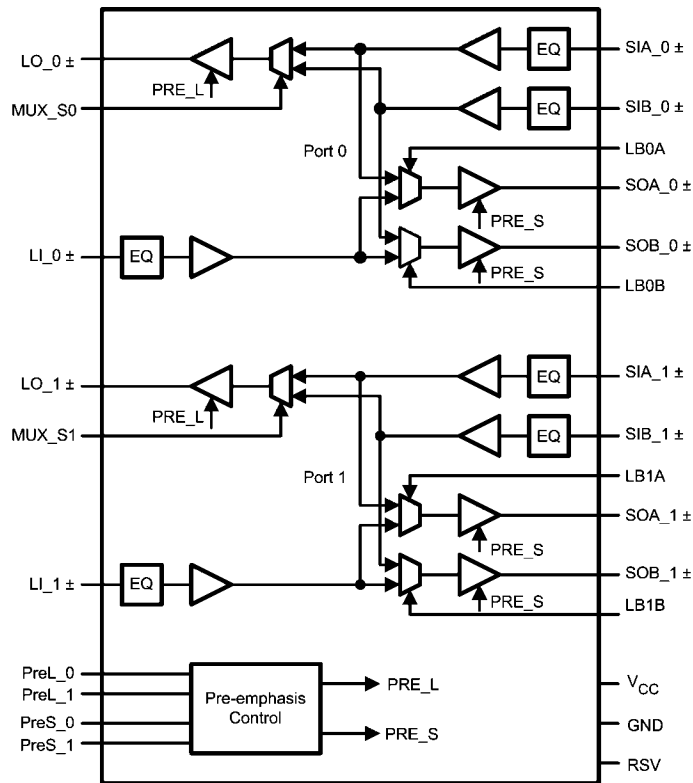 LO_0 ±
EQ
SIA_0 ±
PRE_L
MUX_S0
EQ
SIB_0 ±
Port 0
LB0A
SOA_0 ±
PRE_S
LI_0 ±
EQ
SOB_0 ±
PRE_S
LB0B
LO_1 ±
EQ
SIA_1 ±
PRE_L
MUX_S1
EQ
SIB_1 ±
Port 1
LB1A
SOA_1 ±
PRE_S
LI_1 ±
EQ
SOB_1 ±
PRE_S
LB1B
PreL_0
PreL_1
PreS_0
PreS_1
Pre-emphasis
Control
PRE_L
PRE_S
VCC
GND
RSV